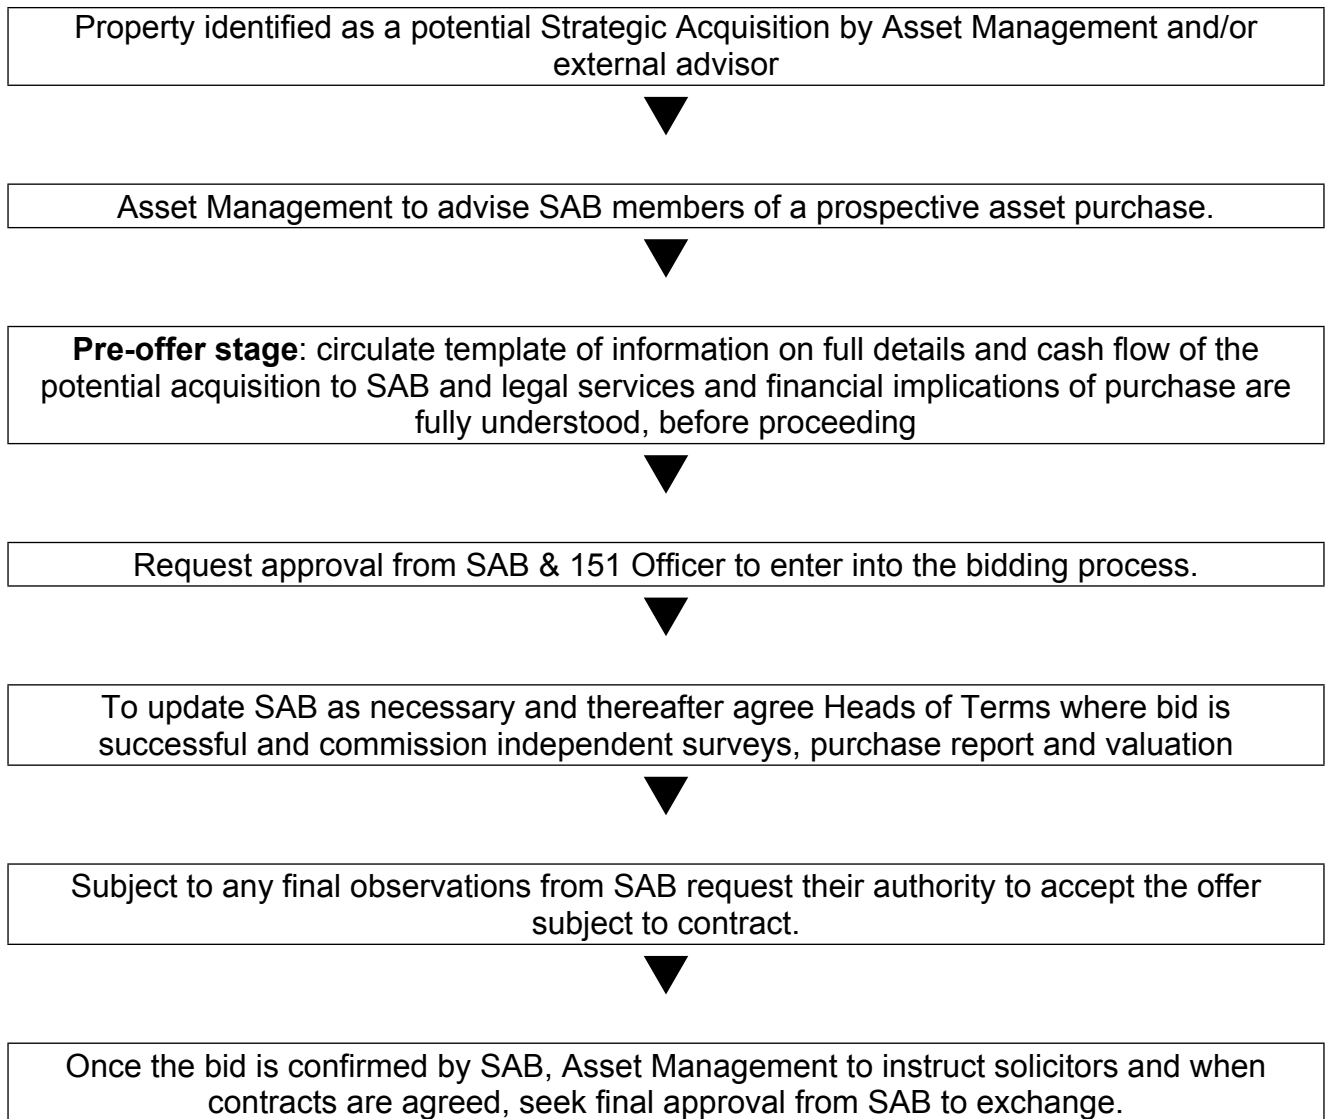 Property identified as a potential Strategic Acquisition by Asset Management and/or
external advisor
Asset Management to advise SAB members of a prospective asset purchase.
Pre-offer stage: circulate template of information on full details and cash flow of the
potential acquisition to SAB and legal services and financial implications of purchase are
fully understood, before proceeding
Request approval from SAB & 151 Officer to enter into the bidding process.
To update SAB as necessary and thereafter agree Heads of Terms where bid is
successful and commission independent surveys, purchase report and valuation
Subject to any final observations from SAB request their authority to accept the offer
subject to contract.
Once the bid is confirmed by SAB, Asset Management to instruct solicitors and when
contracts are agreed, seek final approval from SAB to exchange.